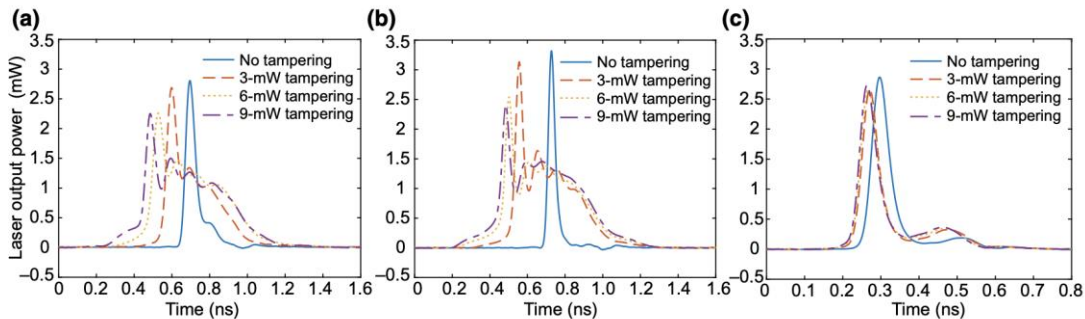 (a)
3.5
3
2.5
2
1.5
1
0.5
0
−0.5
Laser output power (mW)
No tampering
3-mW tampering
6-mW tampering
9-mW tampering
0 0.2 0.4 0.6 0.8 1.0 1.2 1.4 1.6
Time (ns)
(b)
3.5
3
2.5
2
1.5
1
0.5
0
−0.5
No tampering
3-mW tampering
6-mW tampering
9-mW tampering
0 0.2 0.4 0.6 0.8 1.0 1.2 1.4 1.6
Time (ns)
(c)
3.5
3
2.5
2
1.5
1
0.5
0
−0.5
No tampering
3-mW tampering
6-mW tampering
9-mW tampering
0 0.1 0.2 0.3 0.4 0.5 0.6 0.7 0.8
Time (ns)